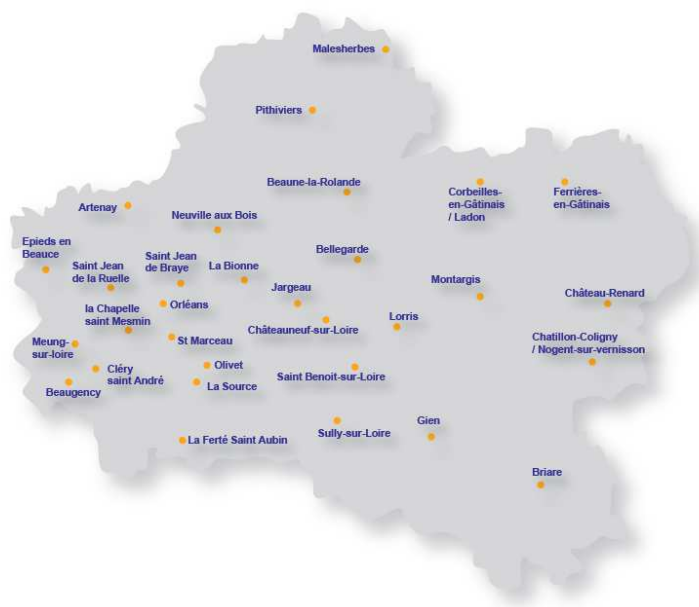 Malesherbes
Pithiviers
Beaune-la-Rolande
Corbeilles-
en-Gâtinais
/ Ladon
Ferrières-
en-Gâtinais
Artenay
Neuville aux Bois
Epieds en
Beauce
Saint Jean
de la Ruelle
Saint Jean
de Braye
La Bionne
Bellegarde
Jargeau
Montargis
Château-Renard
la Chapelle
saint Mesmin
Orléans
Châteauneuf-sur-Loire
Lorris
Meung-
sur-loire
St Marceau
Chatillon-Coligny
/ Nogent-sur-vernisson
Cléry
saint André
Olivet
Beaugency
La Source
Saint Benoit-sur-Loire
La Ferté Saint Aubin
Sully-sur-Loire
Gien
Briare